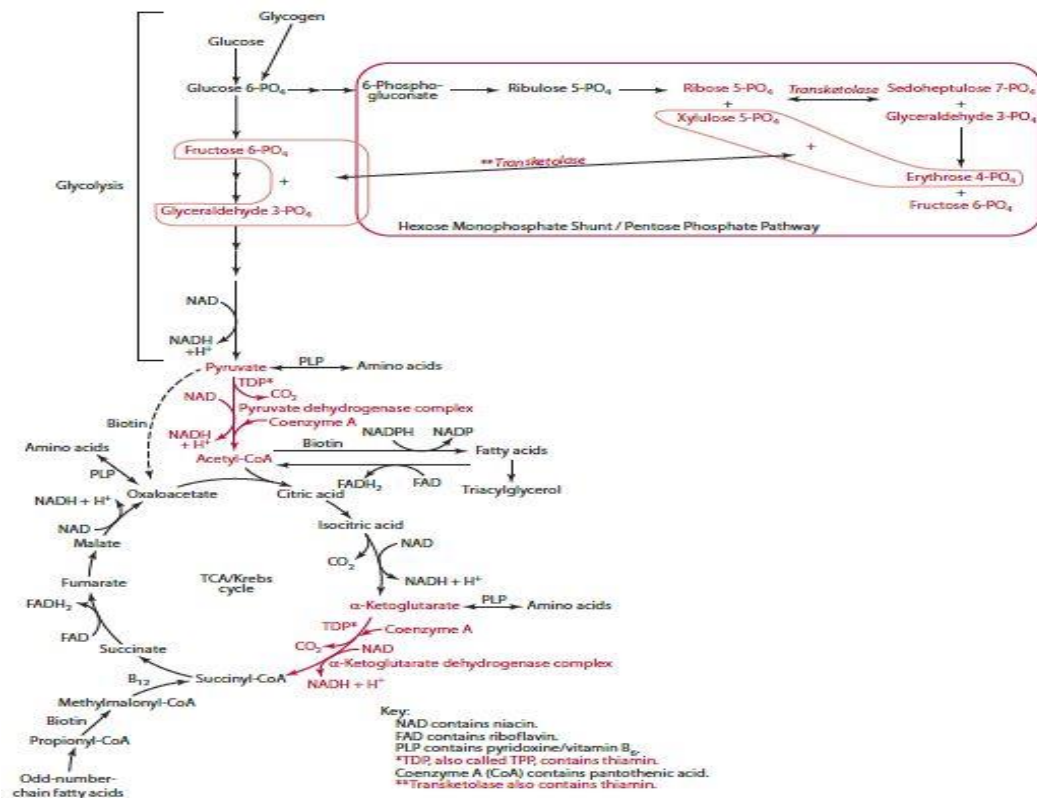 Glycogen
Glucose
Glucose 6-PO₄
6-Phospho-
gluconate
Ribulose 5-PO₄
Ribose 5-PO₄
Transketolase
Sedoheptulose 7-PO₄
+
+
Xylulose 5-PO₄
Glyceraldehyde 3-PO₄
Fructose 6-PO₄
**Transketolase
+
+
Glycolysis
Erythrose 4-PO₄
+
Glyceraldehyde 3-PO₄
Fructose 6-PO₄
Hexose Monophosphate Shunt / Pentose Phosphate Pathway
NAD
NADH
+H⁺
Pyruvate
PLP
Amino acids
TDP*
CO₂
NAD
Pyruvate dehydrogenase complex
Coenzyme A
Biotin
NADH
+ H⁺
Biotin
NADPH
NADP
Amino acids
Acetyl-CoA
Fatty acids
PLP
FADH₂
FAD
Triacylglycerol
Oxaloacetate
Citric acid
NADH + H⁺
NAD
Malate
Isocitric acid
CO₂
NAD
NADH + H⁺
Fumarate
TCA/Krebs
cycle
FADH₂
FAD
α-Ketoglutarate
PLP
Amino acids
TDP*
Coenzyme A
CO₂
NAD
Succinate
α-Ketoglutarate dehydrogenase complex
NADH + H⁺
B₁₂
Succinyl-CoA
Methylmalonyl-CoA
Biotin
Propionyl-CoA
Odd-number-
chain fatty acids
Key:
NAD contains niacin.
FAD contains riboflavin.
PLP contains pyridoxine/vitamin B₆.
*TDP, also called TPP, contains thiamin.
Coenzyme A (CoA) contains pantothenic acid.
**Transketolase also contains thiamin.